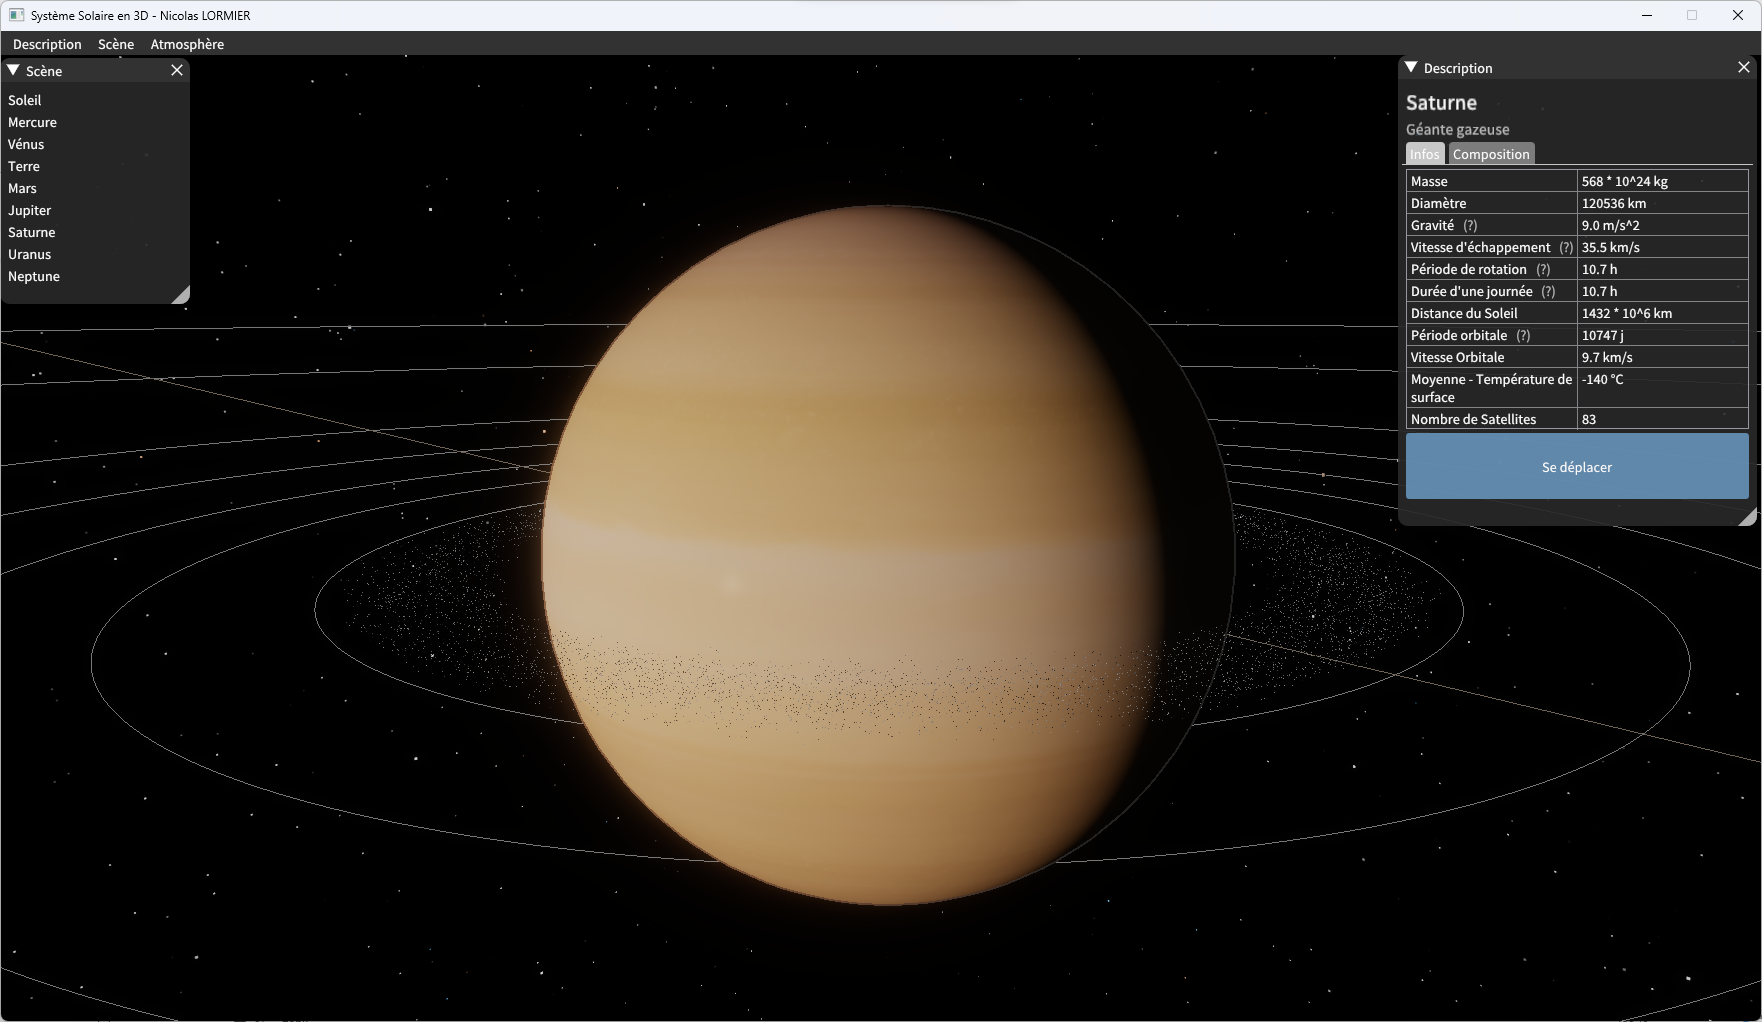 Système Solaire en 3D - Nicolas LORMIER
Description Scène Atmosphère
Scène
Soleil
Mercure
Vénus
Terre
Mars
Jupiter
Saturne
Uranus
Neptune
Description
Saturne
Géante gazeuse
Infos Composition
Masse 568 * 10^24 kg
Diamètre 120536 km
Gravité (?) 9.0 m/s^2
Vitesse d'échappement (?) 35.5 km/s
Période de rotation (?) 10.7 h
Durée d'une journée (?) 10.7 h
Distance du Soleil 1432 * 10^6 km
Période orbitale (?) 10747 j
Vitesse Orbitale 9.7 km/s
Moyenne - Température de -140 °C
surface
Nombre de Satellites 83
Se déplacer